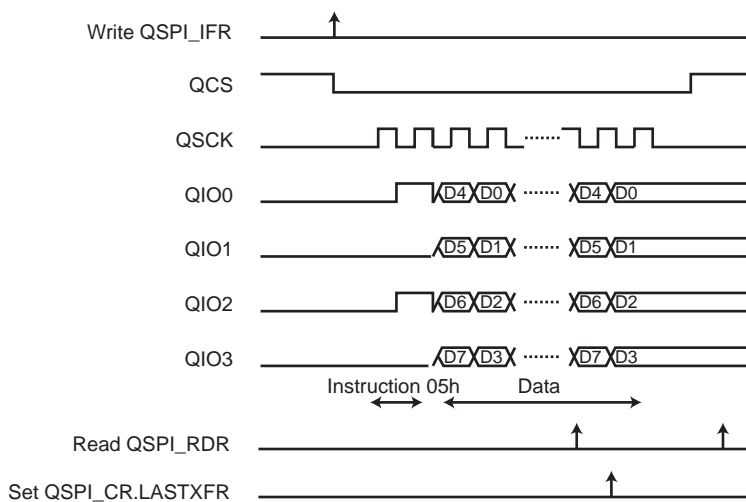 Write QSPI_IFR
QCS
QSCK
QIO0 D4 D0 D4 D0
QIO1 D5 D1 D5 D1
QIO2 D6 D2 D6 D2
QIO3 D7 D3 D7 D3
Instruction 05h Data
Read QSPI_RDR
Set QSPI_CR.LASTXFR